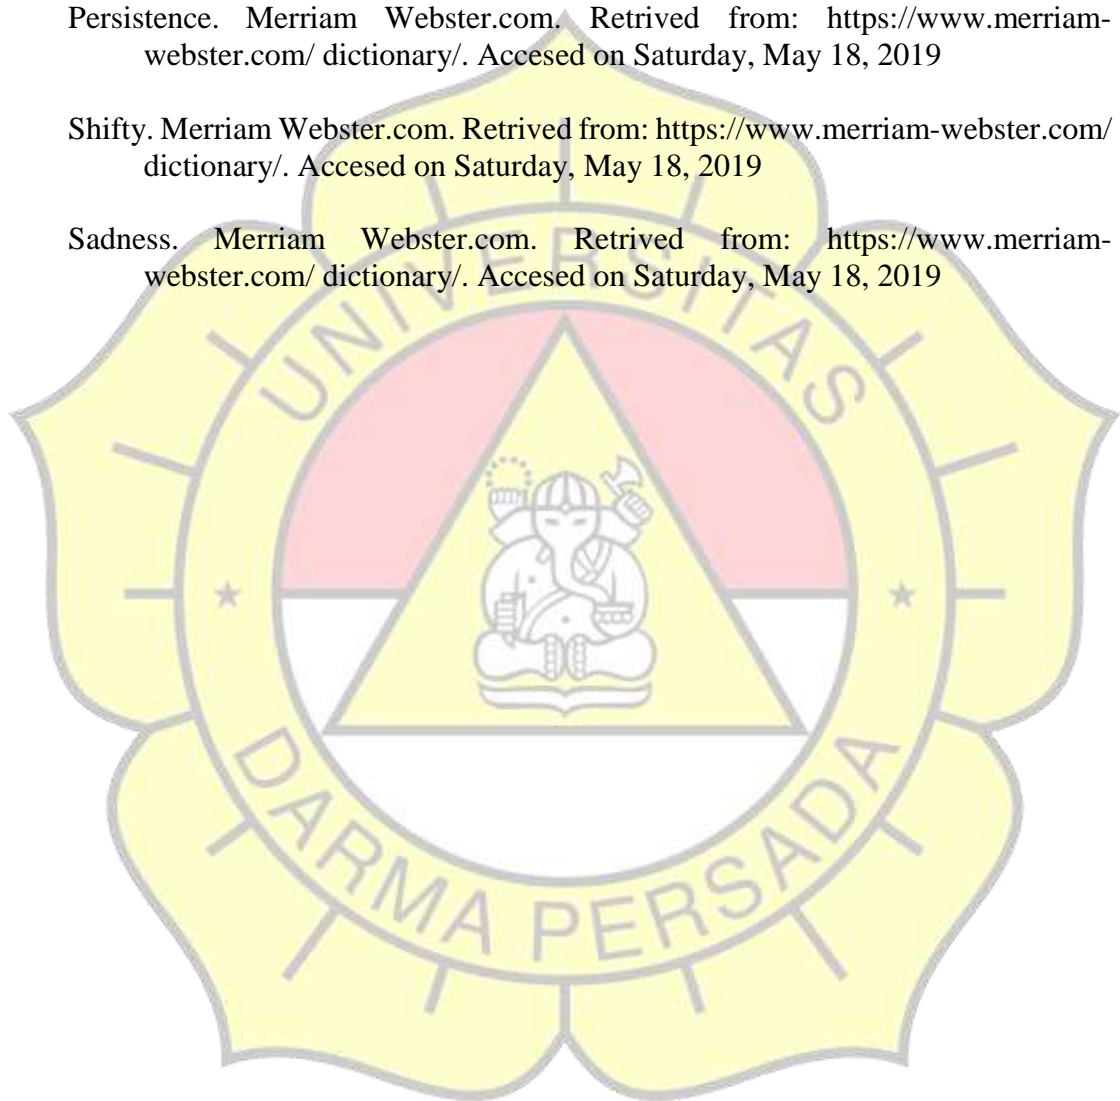 Persistence. Merriam Webster.com. Retrived from: https://www.merriam-
webster.com/ dictionary/. Accesed on Saturday, May 18, 2019
Shifty. Merriam Webster.com. Retrived from: https://www.merriam-webster.com/
dictionary/. Accesed on Saturday, May 18, 2019
Sadness. Merriam Webster.com. Retrived from: https://www.merriam-
webster.com/ dictionary/. Accesed on Saturday, May 18, 2019
UNIVERSITAS
DARMA PERSADA